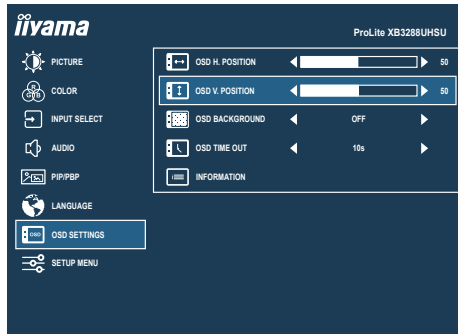 iiyama
ProLite XB3288UHSU
PICTURE
OSD H. POSITION 50
COLOR
RGB
OSD V. POSITION 50
INPUT SELECT
OSD BACKGROUND OFF
AUDIO
OSD TIME OUT 10s
PIP/PBP
INFORMATION
LANGUAGE
OSD
OSD SETTINGS
SETUP MENU